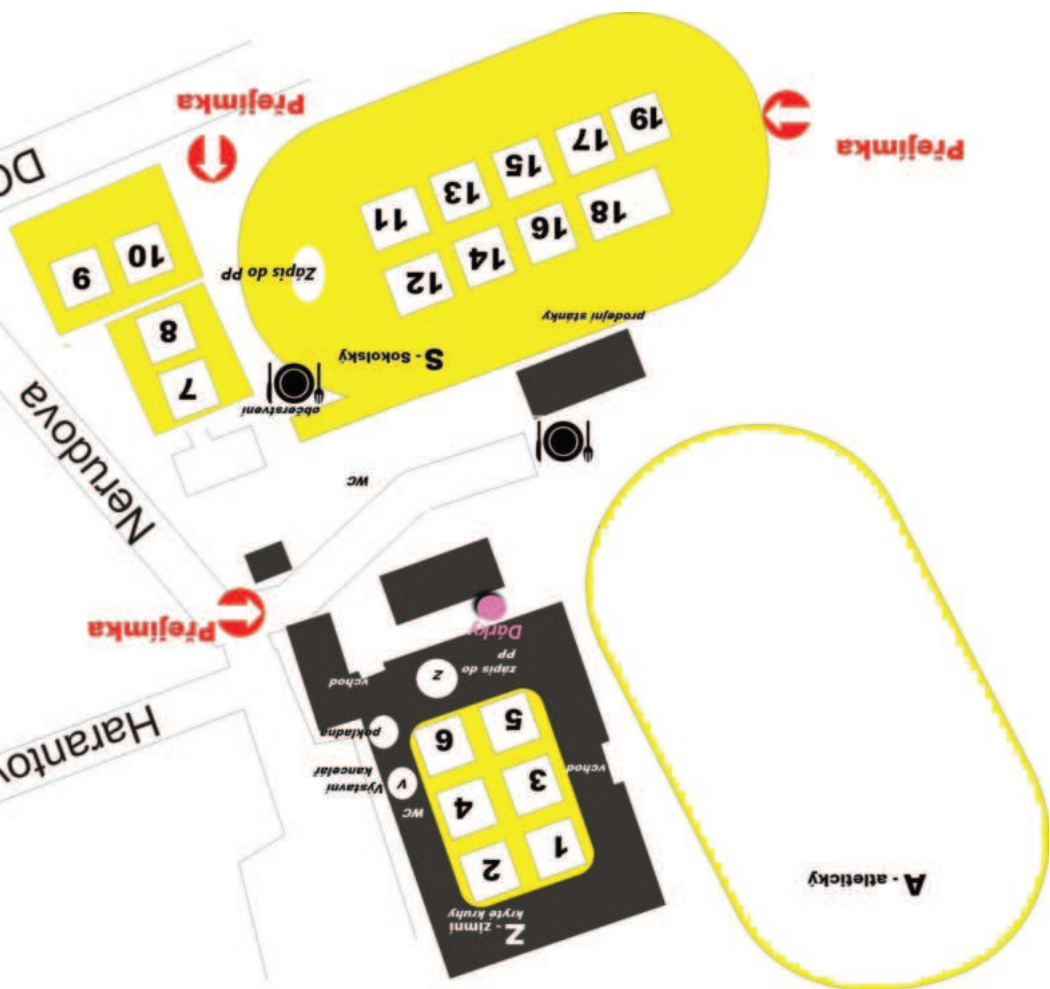 Z - zimní
kryté kruhy
A - atletický
1
2
WC
3
4
vchod
V
Výstavní
kancelář
5
6
pokladna
Harantov
vchod
z
zápis do
PP
Dárky
Přejímka
WC
Nerudova
občerstvení
7
8
S - Sokolský
prodejní stánky
9
10
Zápis do PP
18
16
14
12
19
17
15
13
11
Přejímka
Přejímka